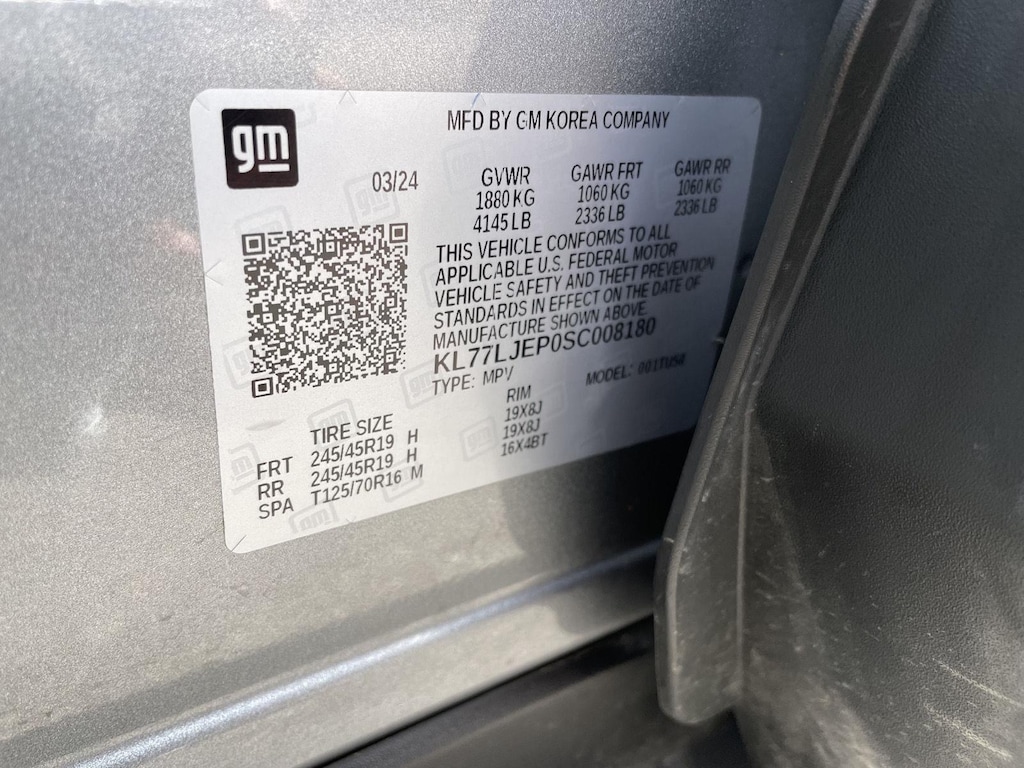 gm
MFD BY GM KOREA COMPANY
03/24
GVWR GAWR FRT GAWR RR
1880 KG 1060 KG 1060 KG
4145 LB 2336 LB 2336 LB
THIS VEHICLE CONFORMS TO ALL
APPLICABLE U.S. FEDERAL MOTOR
VEHICLE SAFETY AND THEFT PREVENTION
STANDARDS IN EFFECT ON THE DATE OF
MANUFACTURE SHOWN ABOVE.
KL77LJEP0SC008180
TYPE: MPV MODEL: 001TU58
TIRE SIZE RIM
FRT 245/45R19 H 19X8J
RR 245/45R19 H 19X8J
SPA T125/70R16 M 16X4BT